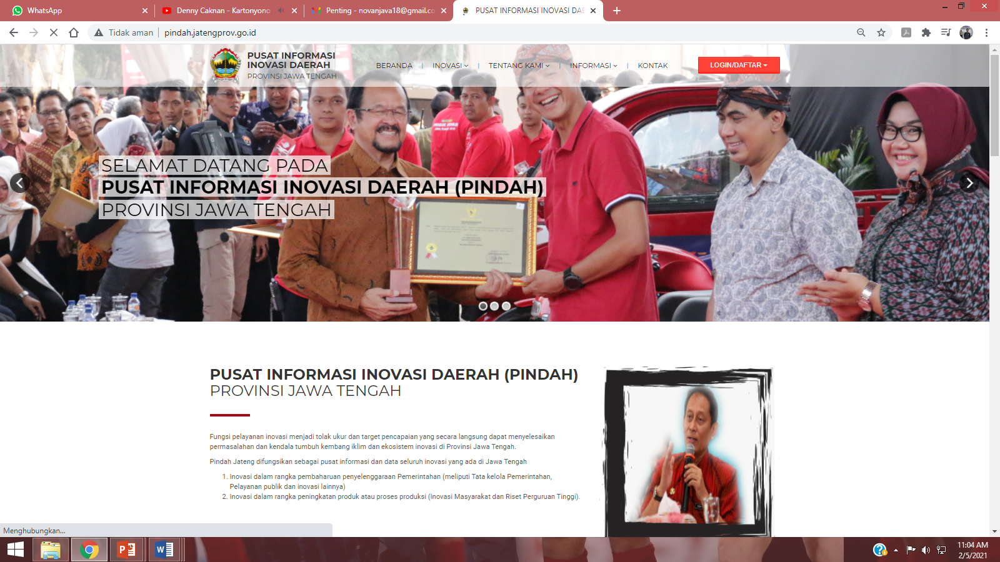 WhatsApp
Denny Caknan - Kartonyono
Penting - novanjava18@gmail.co
PUSAT INFORMASI INOVASI DAE
Tidak aman
pindah.jatengprov.go.id
PUSAT INFORMASI
INOVASI DAERAH
PROVINSI JAWA TENGAH
BERANDA
INOVASI
TENTANG KAMI
INFORMASI
KONTAK
LOGIN/DAFTAR
SELAMAT DATANG PADA
PUSAT INFORMASI INOVASI DAERAH (PINDAH)
PROVINSI JAWA TENGAH
PUSAT INFORMASI INOVASI DAERAH (PINDAH)
PROVINSI JAWA TENGAH
Fungsi pelayanan inovasi menjadi tolak ukur dan target pencapaian yang secara langsung dapat menyelesaikan
permasalahan dan kendala tumbuh kembang iklim dan ekosistem inovasi di Provinsi Jawa Tengah.
Pindah Jateng difungsikan sebagai pusat informasi dan data seluruh inovasi yang ada di Jawa Tengah
1. Inovasi dalam rangka pembaharuan penyelenggaraan Pemerintahan (meliputi Tata kelola Pemerintahan,
Pelayanan publik dan inovasi lainnya)
2. Inovasi dalam rangka peningkatan produk atau proses produksi (Inovasi Masyarakat dan Riset Perguruan Tinggi).
Menghubungkan...
11:04 AM
2/5/2021